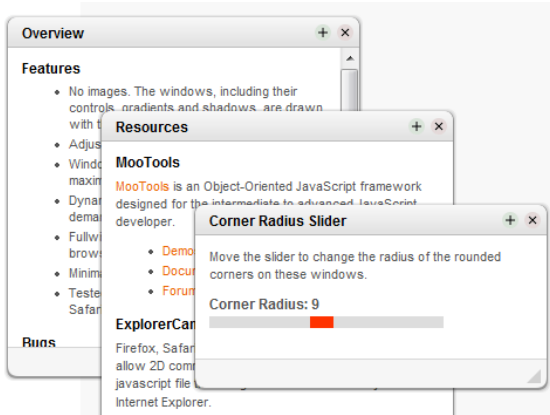 Overview
Features
No images. The windows, including their
controls, gradients and shadows, are drawn
with
Adjus
Windo
maxim
Dynar
deman
Fullwi
brows
Minim
Teste
Safar
Bugs
Resources
MooTools
MooTools is an Object-Oriented JavaScript framework
designed for the intermediate to advanced JavaScript
developer.
Demo
Docu
Forum
ExplorerCan
Firefox, Safar
allow 2D comm
javascript file
Internet Explorer.
Corner Radius Slider
Move the slider to change the radius of the rounded
corners on these windows.
Corner Radius: 9